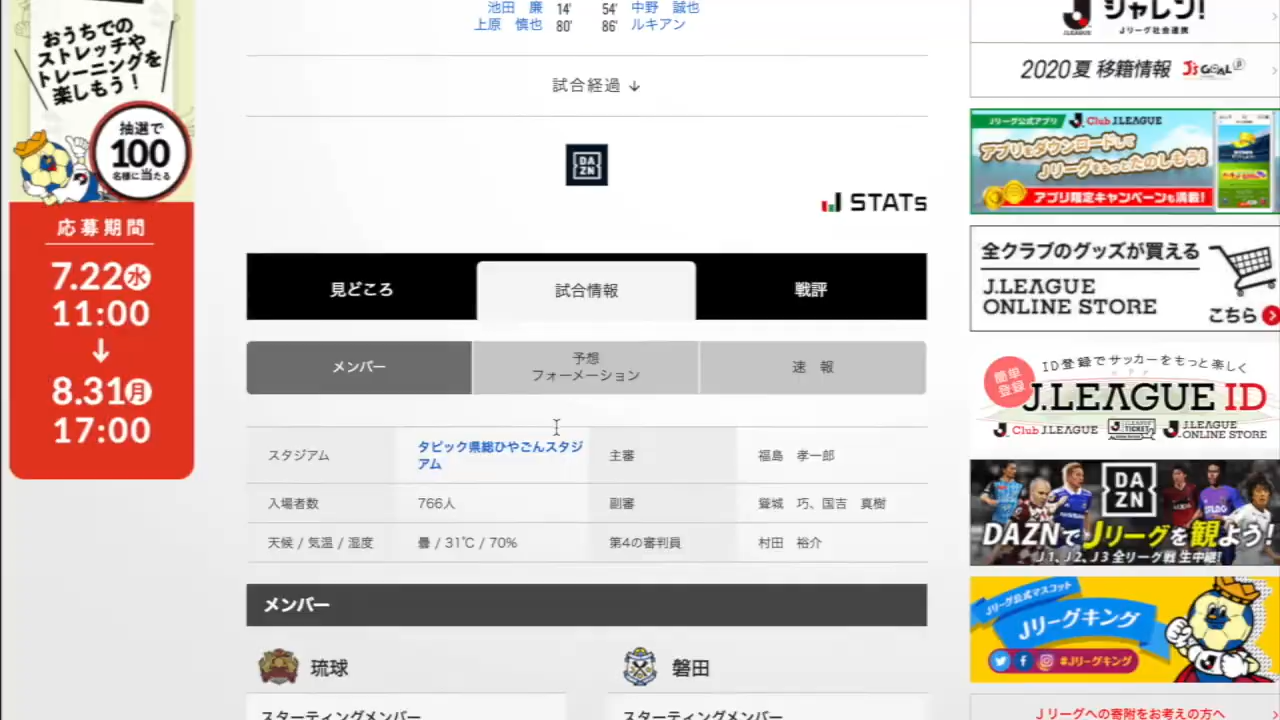 おうちでの
ストレッチや
トレーニングを
楽しもう！
抽選で
100
名様に当たる
応募期間
7.22水
11:00
↓
8.31月
17:00
池田　廉 14' 54' 中野　誠也
上原　慎也 80' 86' ルキアン
試合経過 ↓
DAZN
STATs
見どころ 試合情報 戦評
メンバー 予想フォーメーション 速 報
スタジアム タピック県総ひやごんスタジアム 主審 福島　孝一郎
入場者数 766人 副審 聳城　巧、国吉　真樹
天候 / 気温 / 湿度 曇 / 31℃ / 70% 第4の審判員 村田　裕介
メンバー
琉球 磐田
スターティングメンバー スターティングメンバー
シャレン!
Jリーグ社会連携
2020夏 移籍情報 J'sGOALβ
Jリーグ公式アプリ Club J.LEAGUE
アプリをダウンロードして
Jリーグをもっとたのしもう!
アプリ限定キャンペーンも満載!
全クラブのグッズが買える
J.LEAGUE
ONLINE STORE
こちら
簡単登録
ID登録でサッカーをもっと楽しく
J.LEAGUE ID
Club J.LEAGUE J.LEAGUE TICKET J.LEAGUE ONLINE STORE
DAZN
DAZNでJリーグを観よう!
J1, J2, J3 全リーグ戦 生中継!
Jリーグ公式マスコット
Jリーグキング
#Jリーグキング
Jリーグへの寄附をお考えの方へ